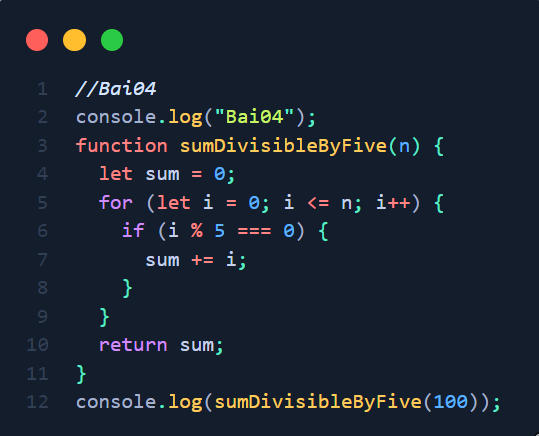 1 //Bai04
2 console.log("Bai04");
3 function sumDivisibleByFive(n) {
4   let sum = 0;
5   for (let i = 0; i <= n; i++) {
6     if (i % 5 === 0) {
7       sum += i;
8     }
9   }
10   return sum;
11 }
12 console.log(sumDivisibleByFive(100));